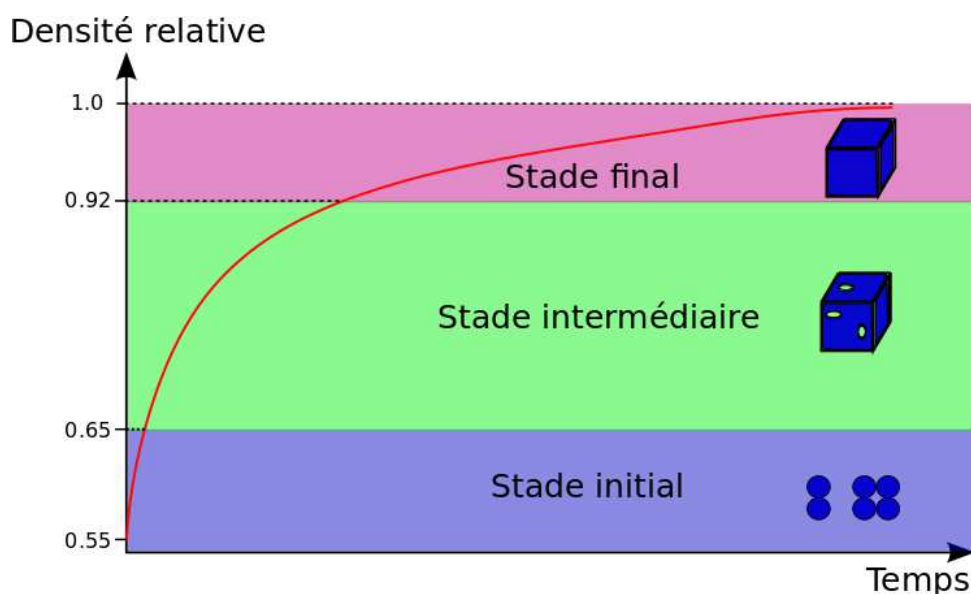 Densité relative
1.0
Stade final
0.92
Stade intermédiaire
0.65
Stade initial
0.55
Temps